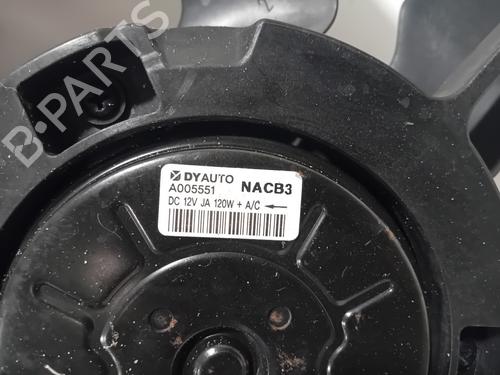 B-PARTS
DYAUTO
A005551 NACB3
DC 12V JA 120W + A/C ←